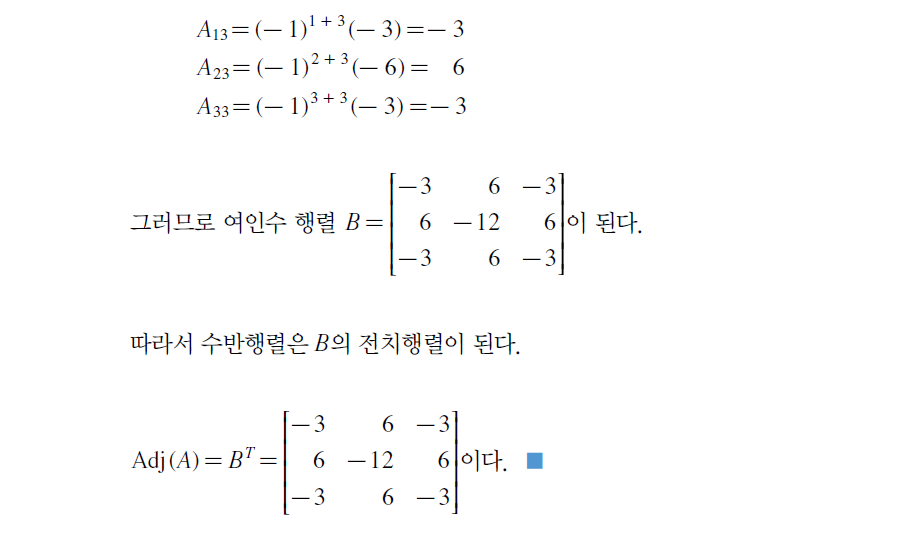 A₁₃=(−1)¹⁺³(−3)=−3
A₂₃=(−1)²⁺³(−6)= 6
A₃₃=(−1)³⁺³(−3)=−3
−3 6 −3
그러므로 여인수 행렬 B= 6 −12 6 이 된다.
−3 6 −3
따라서 수반행렬은 B의 전치행렬이 된다.
−3 6 −3
Adj(A)=Bᵀ= 6 −12 6 이다. ■
−3 6 −3